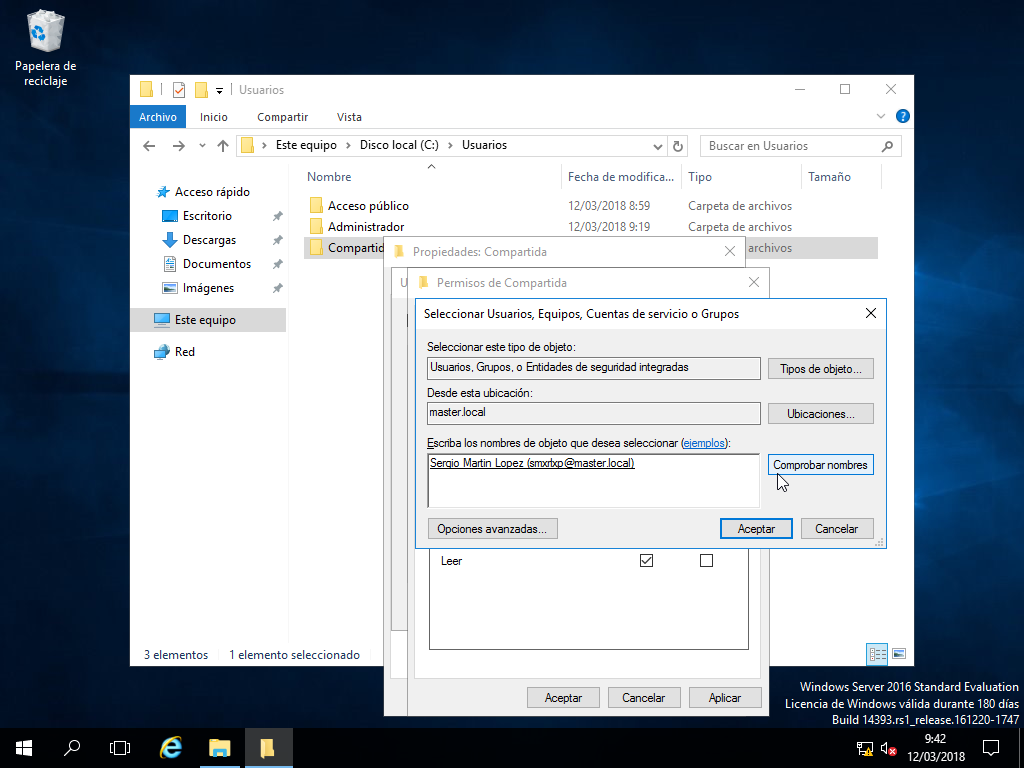 Papelera de
reciclaje
Usuarios
Archivo
Inicio
Compartir
Vista
Este equipo
Disco local (C:)
Usuarios
Buscar en Usuarios
Nombre
Fecha de modifica...
Tipo
Tamaño
Acceso rápido
Escritorio
Descargas
Documentos
Imágenes
Este equipo
Red
Acceso público 12/03/2018 8:59 Carpeta de archivos
Administrador 12/03/2018 9:19 Carpeta de archivos
Compartid archivos
Propiedades: Compartida
U
Permisos de Compartida
Seleccionar Usuarios, Equipos, Cuentas de servicio o Grupos
Seleccionar este tipo de objeto:
Usuarios, Grupos, o Entidades de seguridad integradas
Tipos de objeto...
Desde esta ubicación:
master.local
Ubicaciones...
Escriba los nombres de objeto que desea seleccionar (ejemplos):
Sergio Martin Lopez (smxrlxp@master.local)
Comprobar nombres
Opciones avanzadas...
Aceptar
Cancelar
Leer
3 elementos
1 elemento seleccionado
Aceptar
Cancelar
Aplicar
Windows Server 2016 Standard Evaluation
Licencia de Windows válida durante 180 días
Build 14393.rs1_release.161220-1747
9:42
12/03/2018